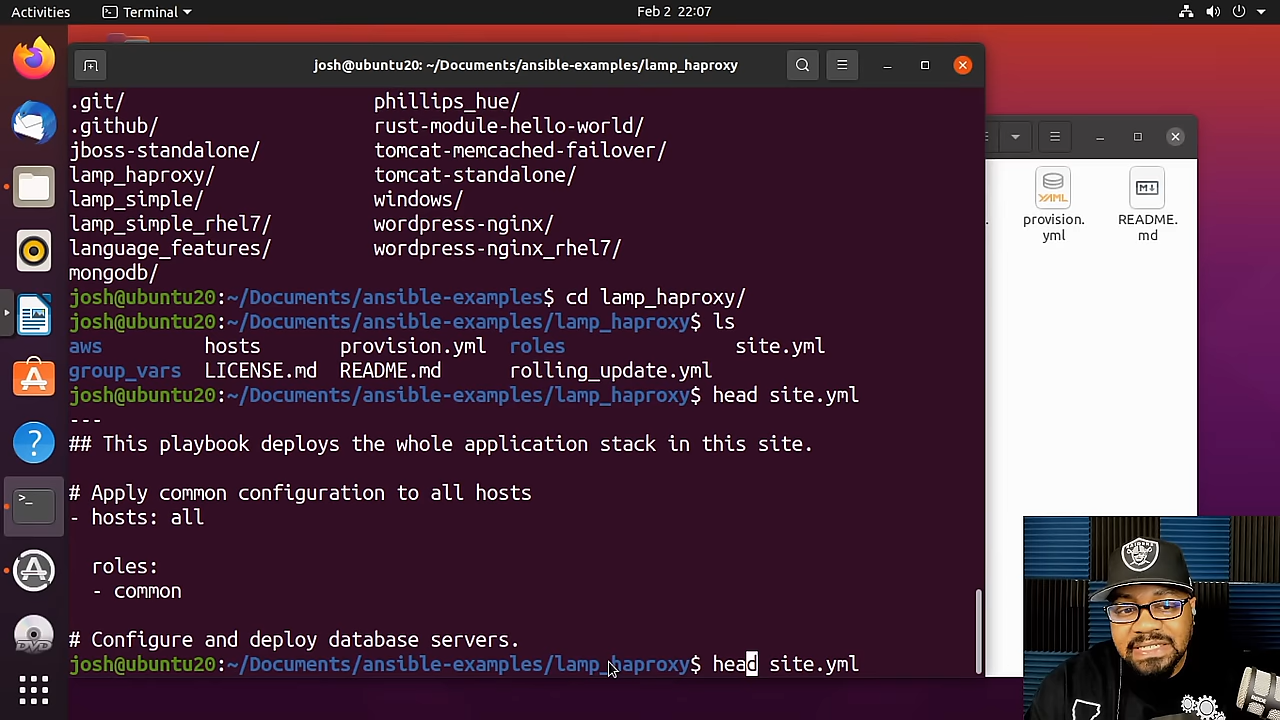 Activities Terminal Feb 2 22:07
josh@ubuntu20: ~/Documents/ansible-examples/lamp_haproxy
.git/ phillips_hue/
.github/ rust-module-hello-world/
jboss-standalone/ tomcat-memcached-failover/
lamp_haproxy/ tomcat-standalone/
lamp_simple/ windows/
lamp_simple_rhel7/ wordpress-nginx/
language_features/ wordpress-nginx_rhel7/
mongodb/
josh@ubuntu20:~/Documents/ansible-examples$ cd lamp_haproxy/
josh@ubuntu20:~/Documents/ansible-examples/lamp_haproxy$ ls
aws hosts provision.yml roles site.yml
group_vars LICENSE.md README.md rolling_update.yml
josh@ubuntu20:~/Documents/ansible-examples/lamp_haproxy$ head site.yml
---
## This playbook deploys the whole application stack in this site.
# Apply common configuration to all hosts
- hosts: all
roles:
- common
# Configure and deploy database servers.
josh@ubuntu20:~/Documents/ansible-examples/lamp_haproxy$ head site.yml
YAML
provision.
yml
README.
md
RAIDERS